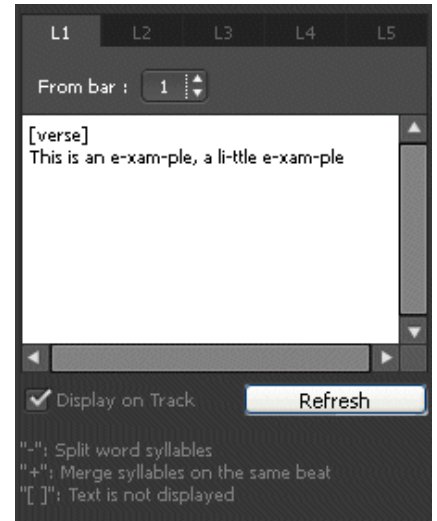 L1 L2 L3 L4 L5
From bar : 1
[verse]
This is an e-xam-ple, a li-ttle e-xam-ple
Display on Track Refresh
"-": Split word syllables
"+": Merge syllables on the same beat
"[ ]": Text is not displayed